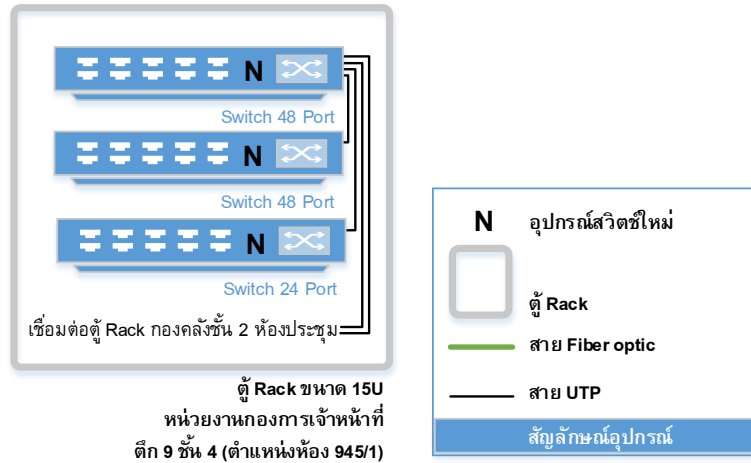 N
Switch 48 Port
N
Switch 48 Port
N
Switch 24 Port
เชื่อมต่อตู้ Rack กองคลังชั้น 2 ห้องประชุม
ตู้ Rack ขนาด 15U
หน่วยงานกองการเจ้าหน้าที่
ตึก 9 ชั้น 4 (ตำแหน่งห้อง 945/1)
N อุปกรณ์สวิตช์ใหม่
ตู้ Rack
สาย Fiber optic
สาย UTP
สัญลักษณ์อุปกรณ์